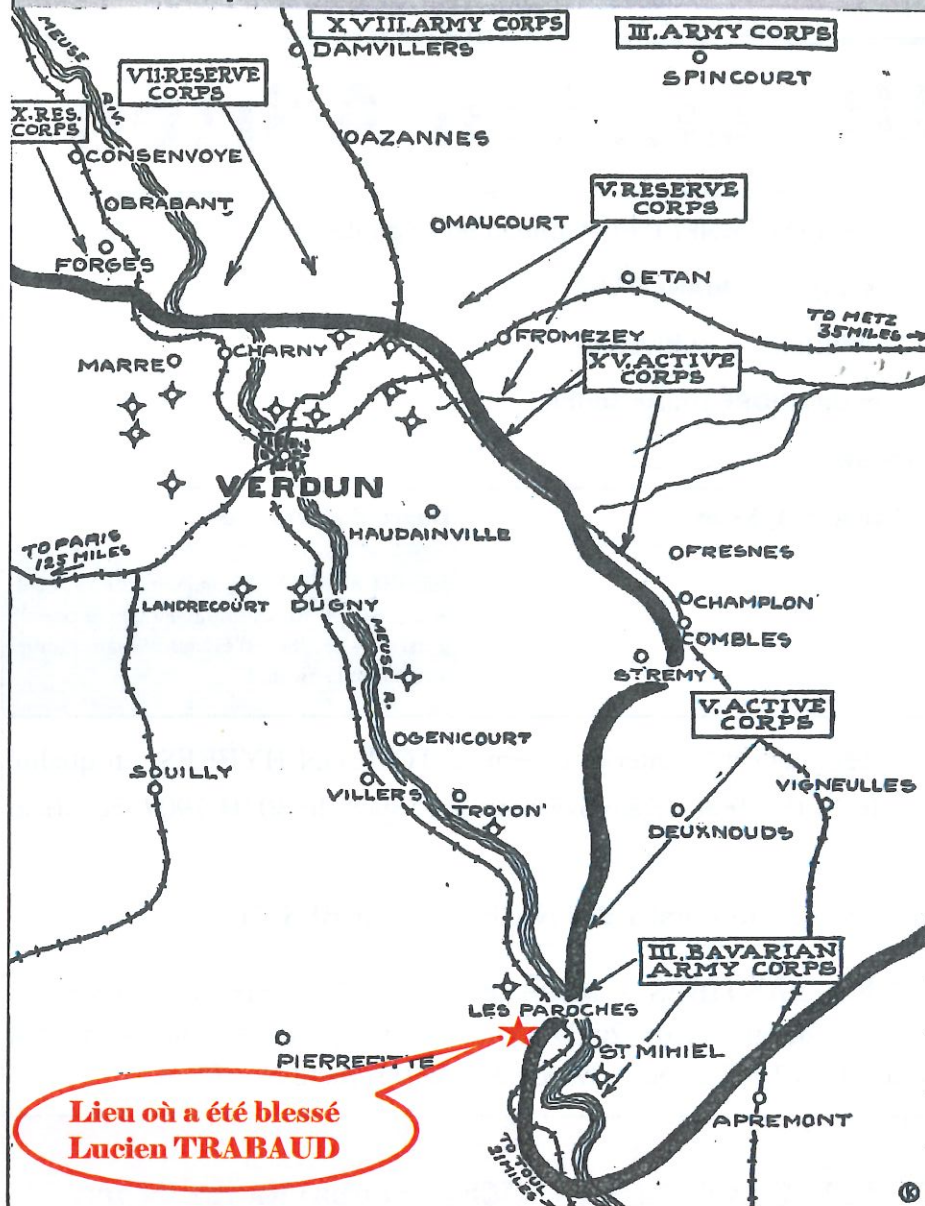 XVIII. ARMY CORPS
DAMVILLERS
III. ARMY CORPS
SPINCOURT
MEUSE RIV.
VII. RESERVE
CORPS
X. RES.
CORPS
CONSENVOYE
AZANNES
BRABANT
V. RESERVE
CORPS
MAUCOURT
FORGES
ETAN
TO METZ
35 MILES
FROMEZEY
MARRE
CHARNY
XV. ACTIVE
CORPS
VERDUN
HAUDAINVILLE
TO PARIS
125 MILES
FRESNES
LANDRECOURT
DUGNY
CHAMPLON
COMBLES
MEUSE R.
ST REMY
V. ACTIVE
CORPS
GENICOURT
SOUILLY
VILLERS
TROYON
VIGNEULLES
DEUXNOUDS
III. BAVARIAN
ARMY CORPS
LES PAROCHES
PIERREFITTE
ST MIHIEL
Lieu où a été blessé
Lucien TRABAUD
APREMONT
TO TOUL
21 MILES
K